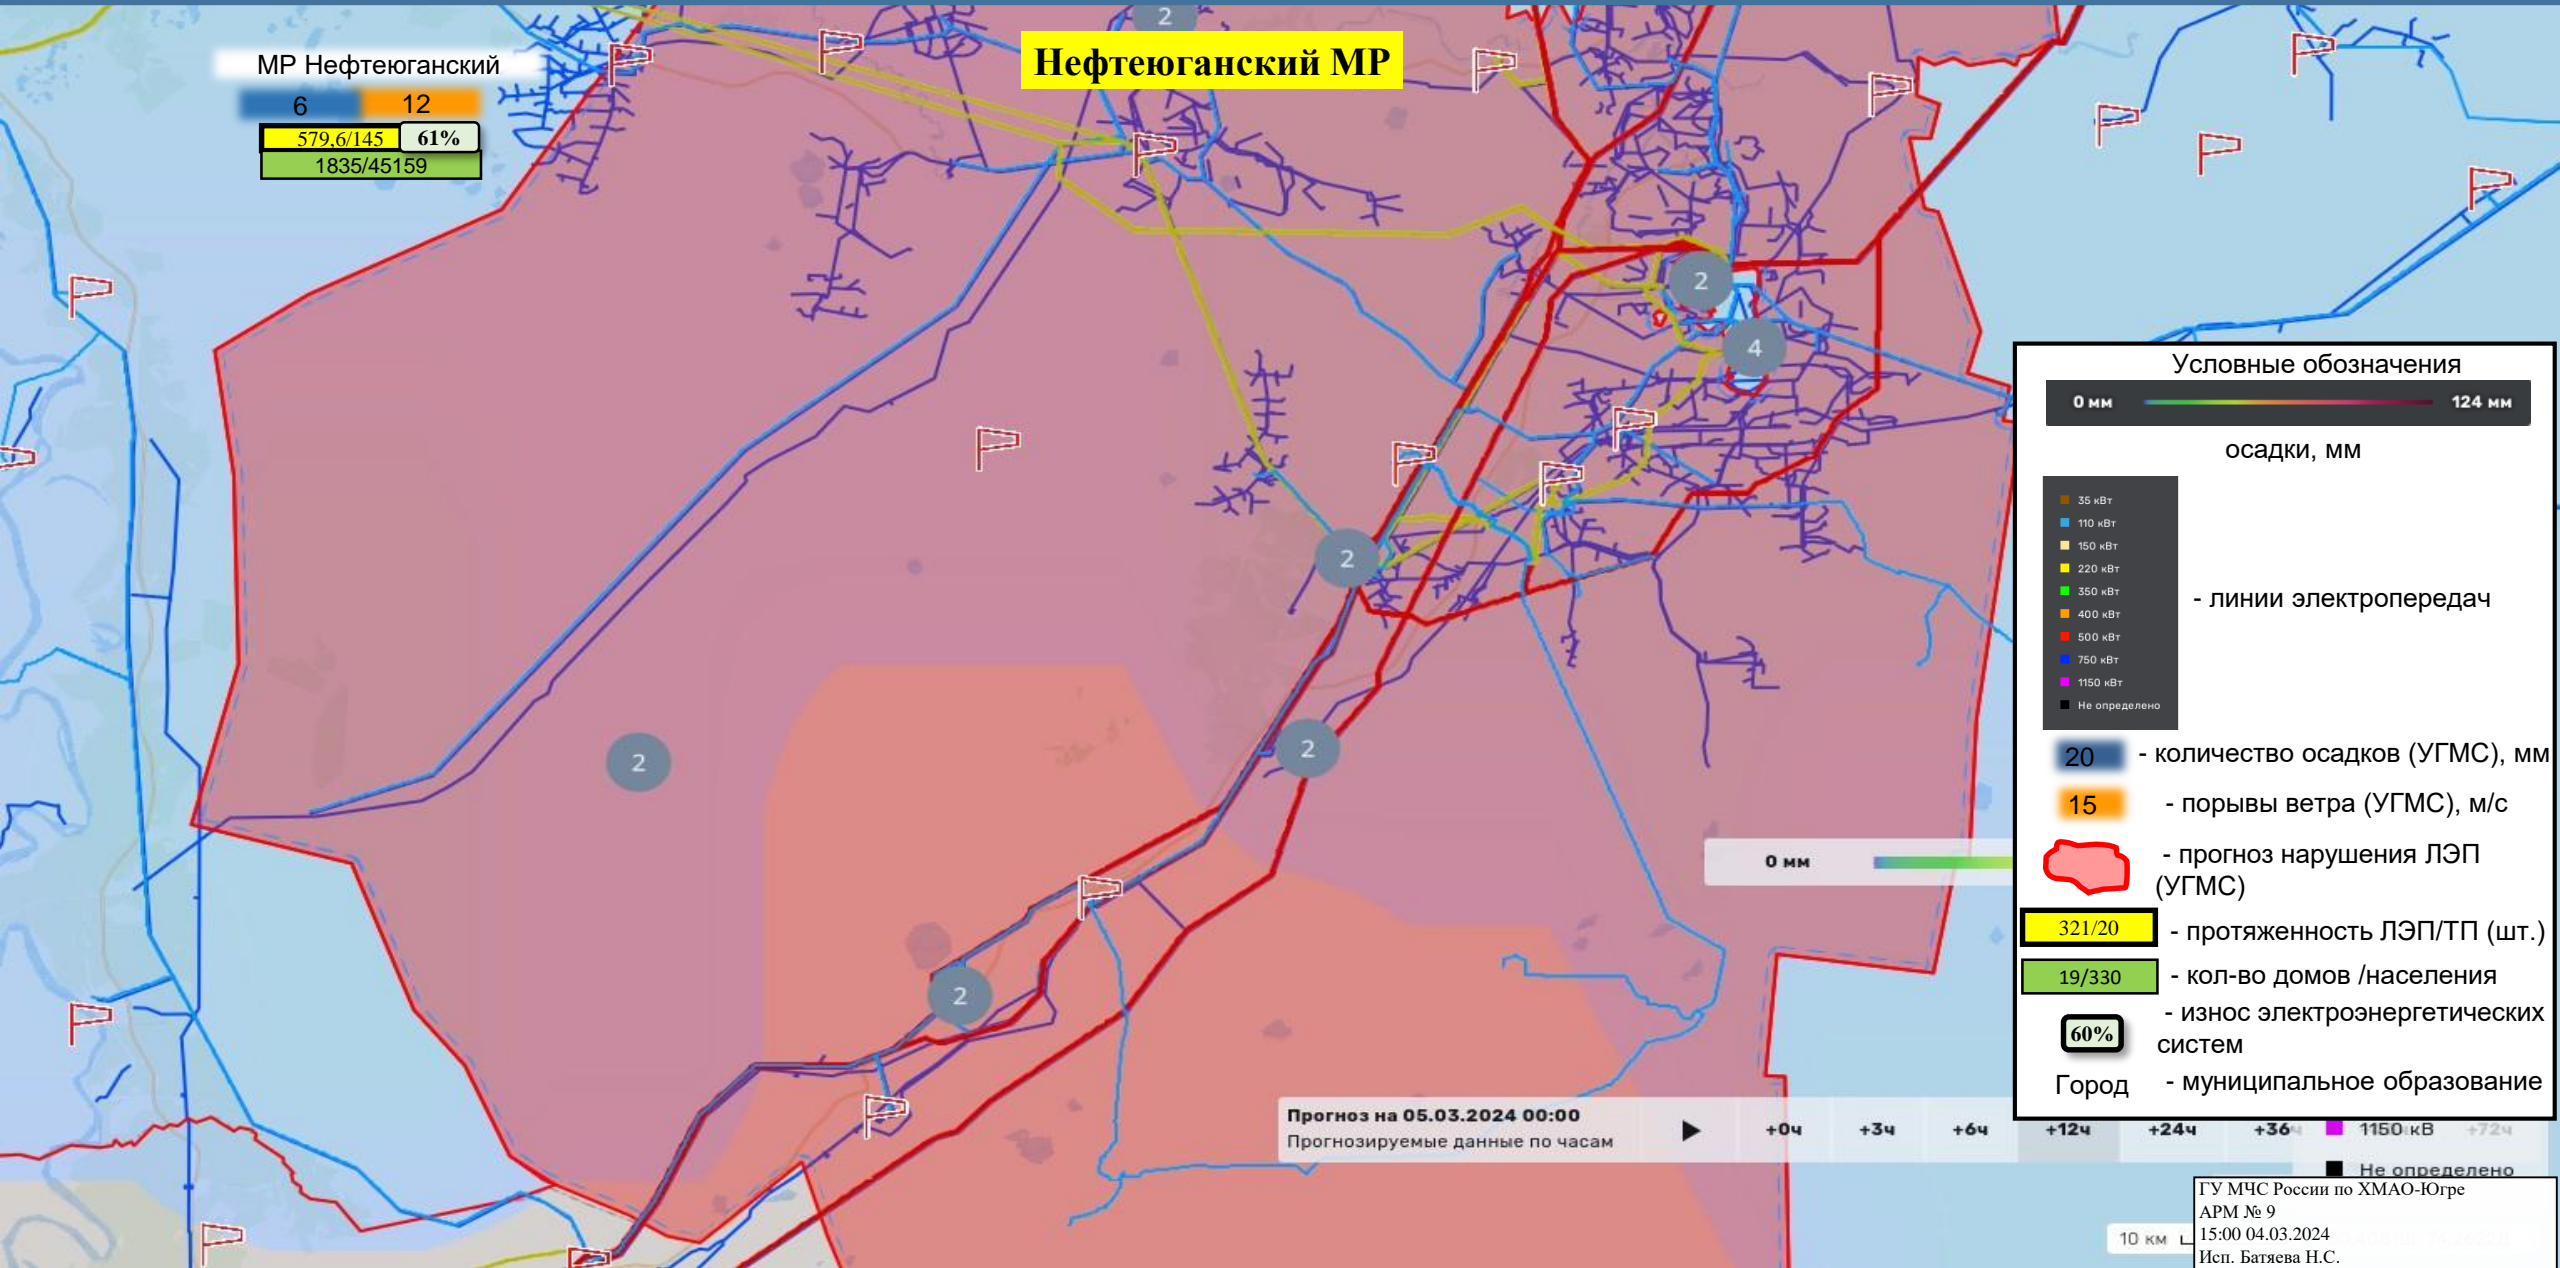 2
Нефтеюганский МР
МР Нефтеюганский
6 12
579,6/145 61%
1835/45159
2
4
2
2
2
2
Условные обозначения
0 мм 124 мм
осадки, мм
35 кВт
110 кВт
150 кВт
220 кВт
350 кВт
400 кВт
500 кВт
750 кВт
1150 кВт
Не определено
- линии электропередач
20 - количество осадков (УГМС), мм
15 - порывы ветра (УГМС), м/с
- прогноз нарушения ЛЭП
(УГМС)
321/20 - протяженность ЛЭП/ТП (шт.)
19/330 - кол-во домов /населения
60% - износ электроэнергетических
систем
Город - муниципальное образование
0 мм
Прогноз на 05.03.2024 00:00
Прогнозируемые данные по часам
+0ч +3ч +6ч +12ч +24ч +36ч +72ч
1150 кВ
Не определено
10 км
ГУ МЧС России по ХМАО-Югре
АРМ № 9
15:00 04.03.2024
Исп. Батяева Н.С.